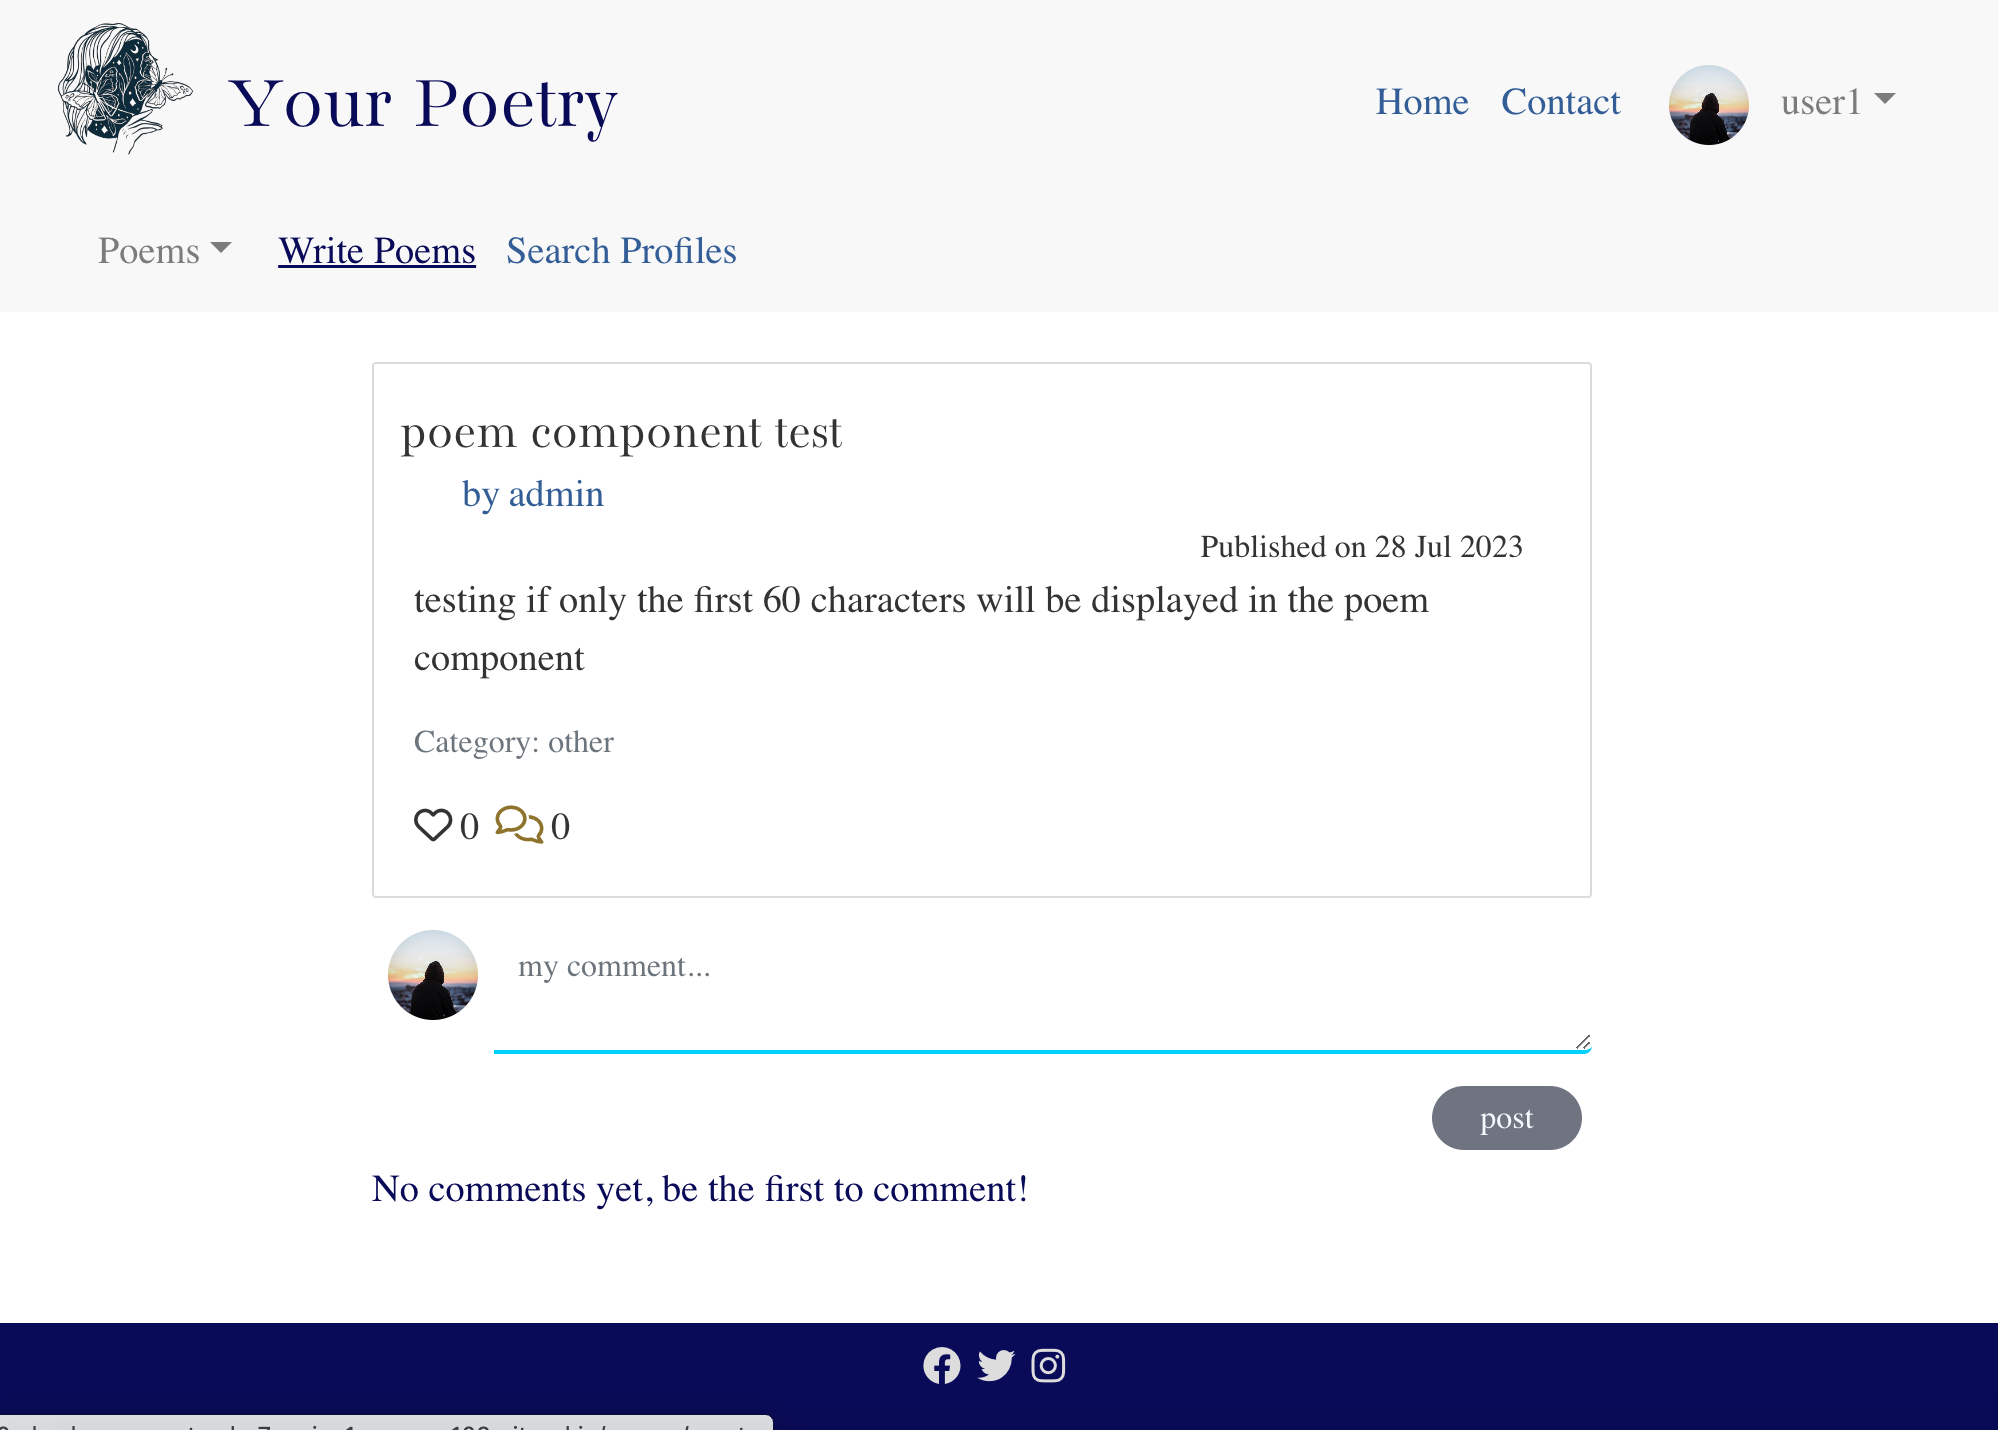 Your Poetry
Home Contact user1
Poems Write Poems Search Profiles
poem component test
by admin
Published on 28 Jul 2023
testing if only the first 60 characters will be displayed in the poem
component
Category: other
0 0
my comment...
post
No comments yet, be the first to comment!